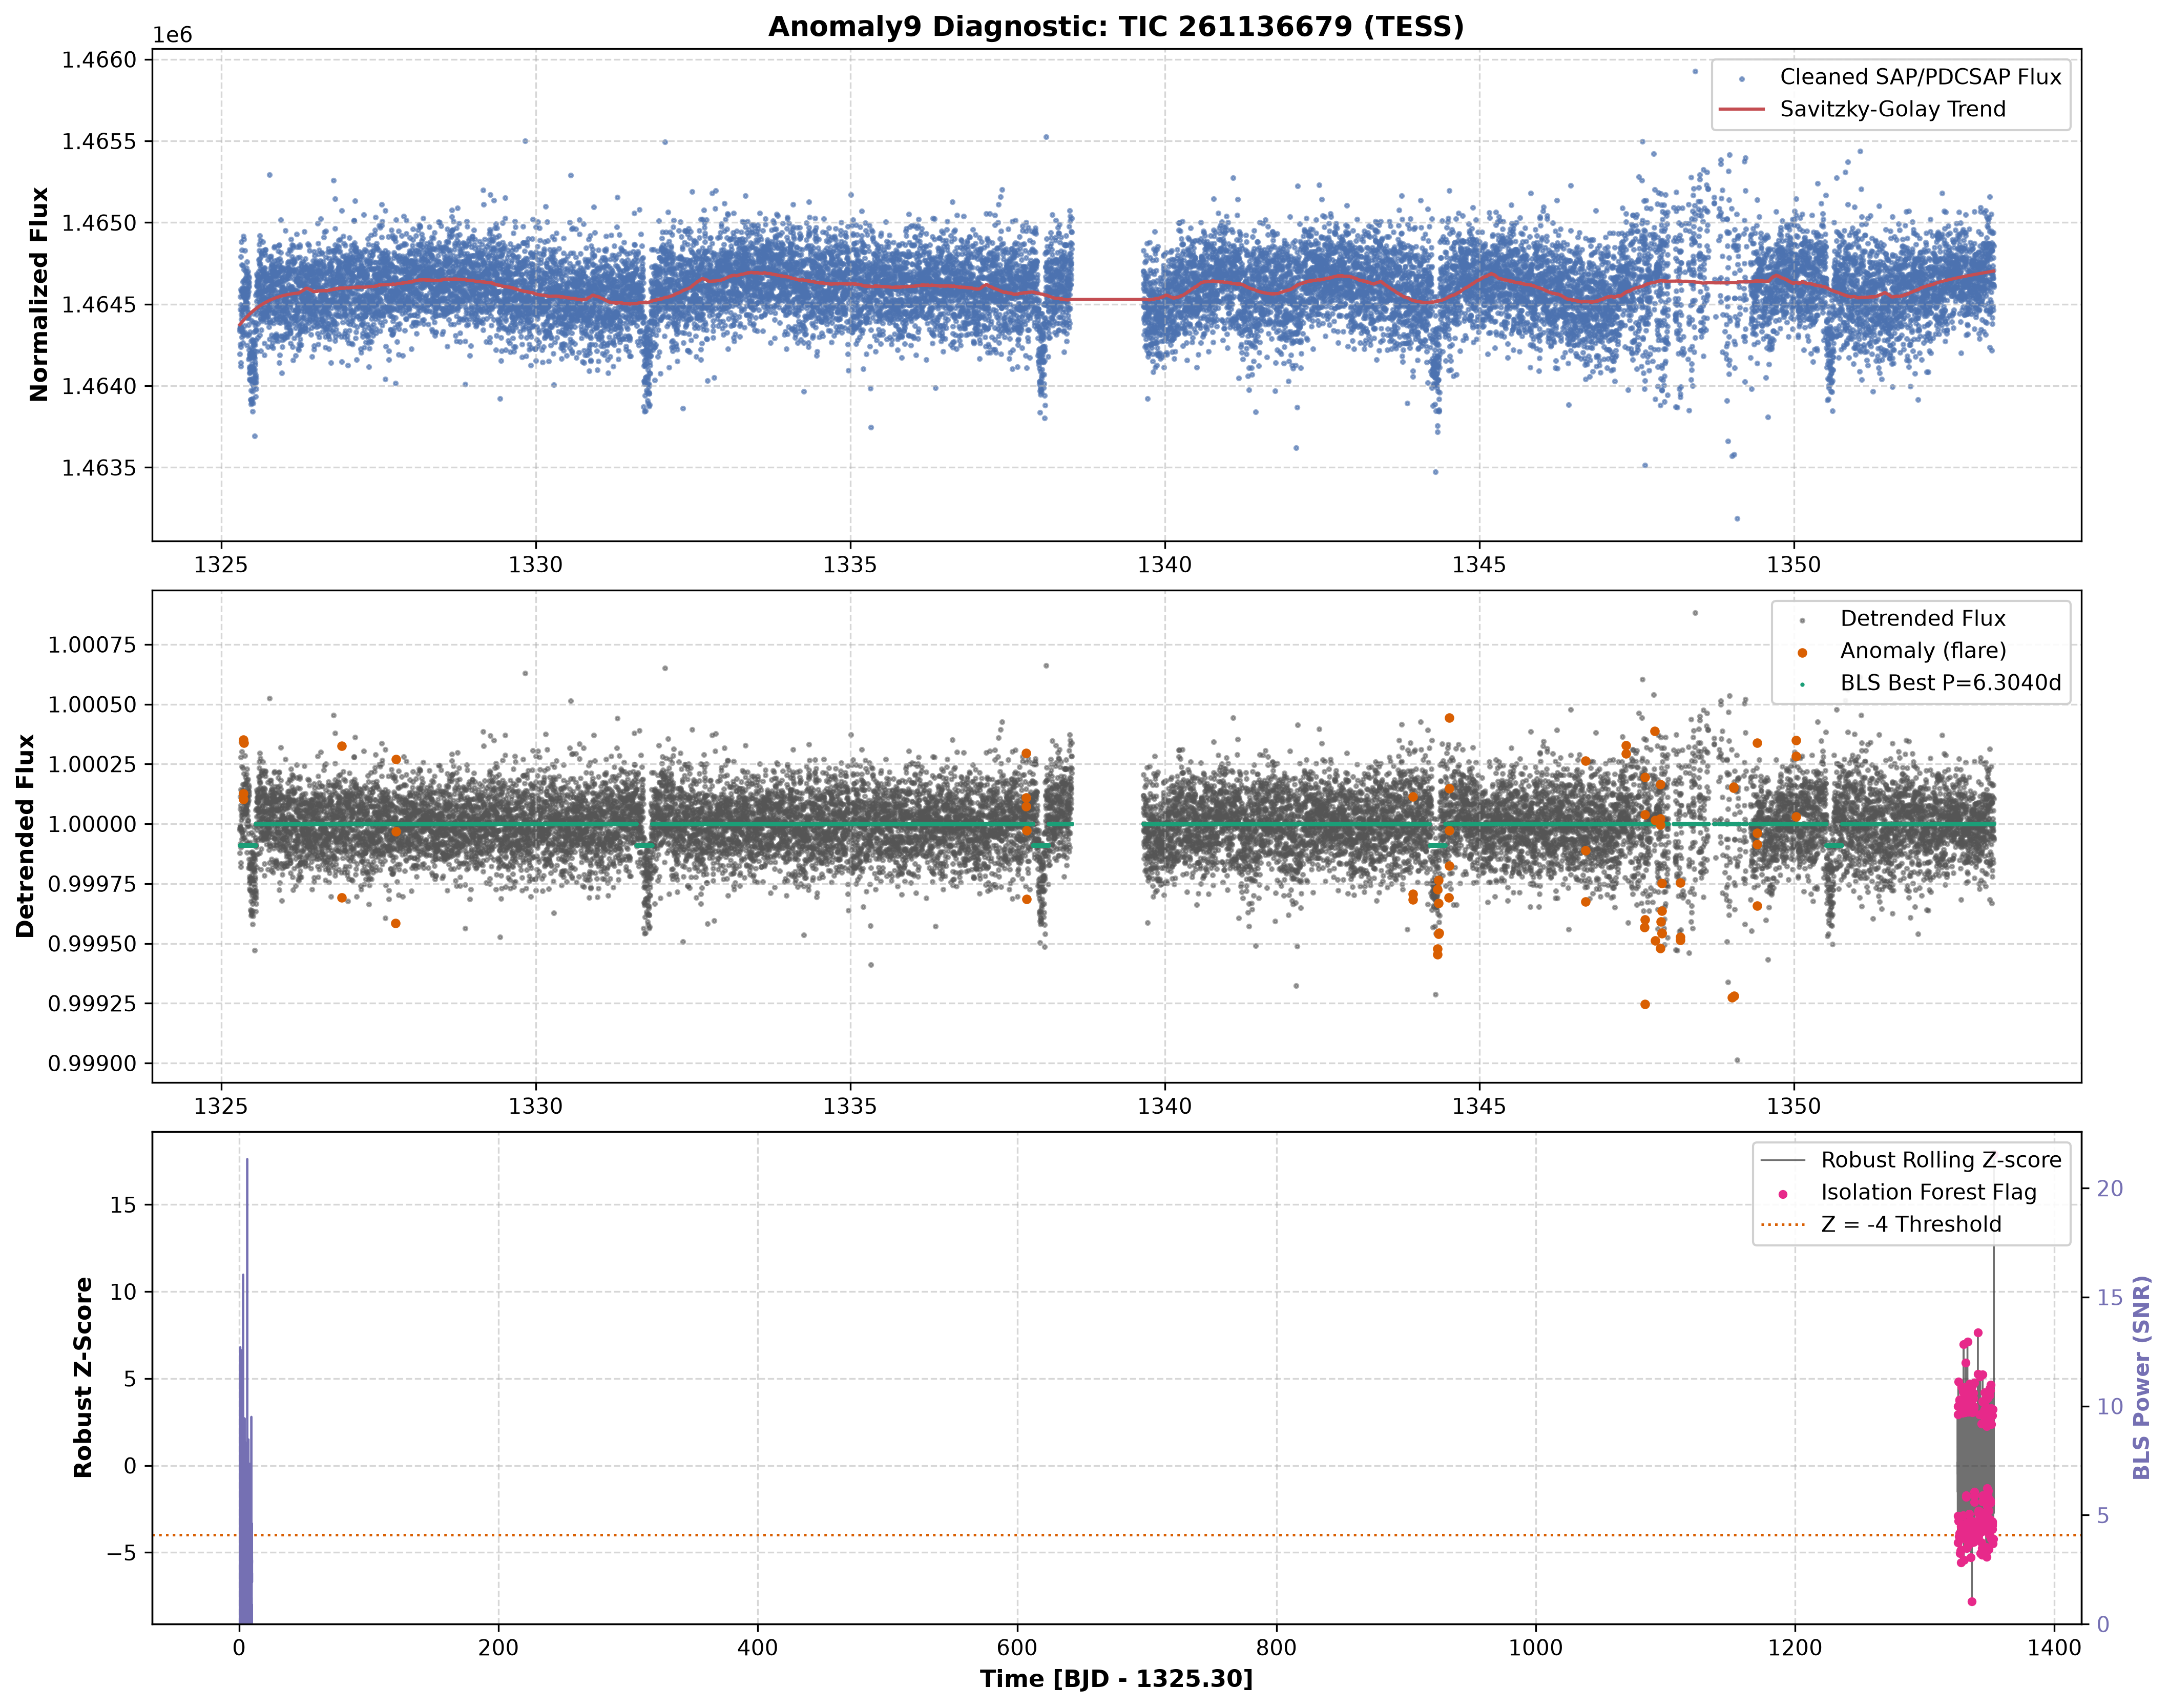 Anomaly9 Diagnostic: TIC 261136679 (TESS)
1e6
Normalized Flux
1.4660
1.4655
1.4650
1.4645
1.4640
1.4635
Cleaned SAP/PDCSAP Flux
Savitzky-Golay Trend
1325 1330 1335 1340 1345 1350
Detrended Flux
1.00075
1.00050
1.00025
1.00000
0.99975
0.99950
0.99925
0.99900
Detrended Flux
Anomaly (flare)
BLS Best P=6.3040d
1325 1330 1335 1340 1345 1350
Robust Z-Score
15
10
5
0
−5
Robust Rolling Z-score
Isolation Forest Flag
Z = -4 Threshold
20
15
10
5
0
BLS Power (SNR)
0 200 400 600 800 1000 1200 1400
Time [BJD - 1325.30]